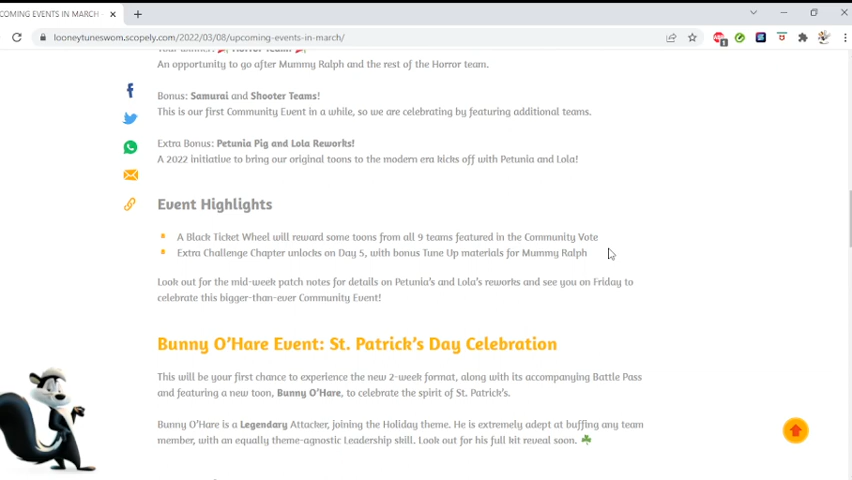 COMING EVENTS IN MARCH
looneytuneswom.scopely.com/2022/03/08/upcoming-events-in-march/
Your Winner: Horror Team!
An opportunity to go after Mummy Ralph and the rest of the Horror team.
Bonus: Samurai and Shooter Teams!
This is our first Community Event in a while, so we are celebrating by featuring additional teams.
Extra Bonus: Petunia Pig and Lola Reworks!
A 2022 initiative to bring our original toons to the modern era kicks off with Petunia and Lola!
Event Highlights
A Black Ticket Wheel will reward some toons from all 9 teams featured in the Community Vote
Extra Challenge Chapter unlocks on Day 5, with bonus Tune Up materials for Mummy Ralph
Look out for the mid-week patch notes for details on Petunia's and Lola's reworks and see you on Friday to
celebrate this bigger-than-ever Community Event!
Bunny O'Hare Event: St. Patrick's Day Celebration
This will be your first chance to experience the new 2-week format, along with its accompanying Battle Pass
and featuring a new toon, Bunny O'Hare, to celebrate the spirit of St. Patrick's.
Bunny O'Hare is a Legendary Attacker, joining the Holiday theme. He is extremely adept at buffing any team
member, with an equally theme-agnostic Leadership skill. Look out for his full kit reveal soon. ☘